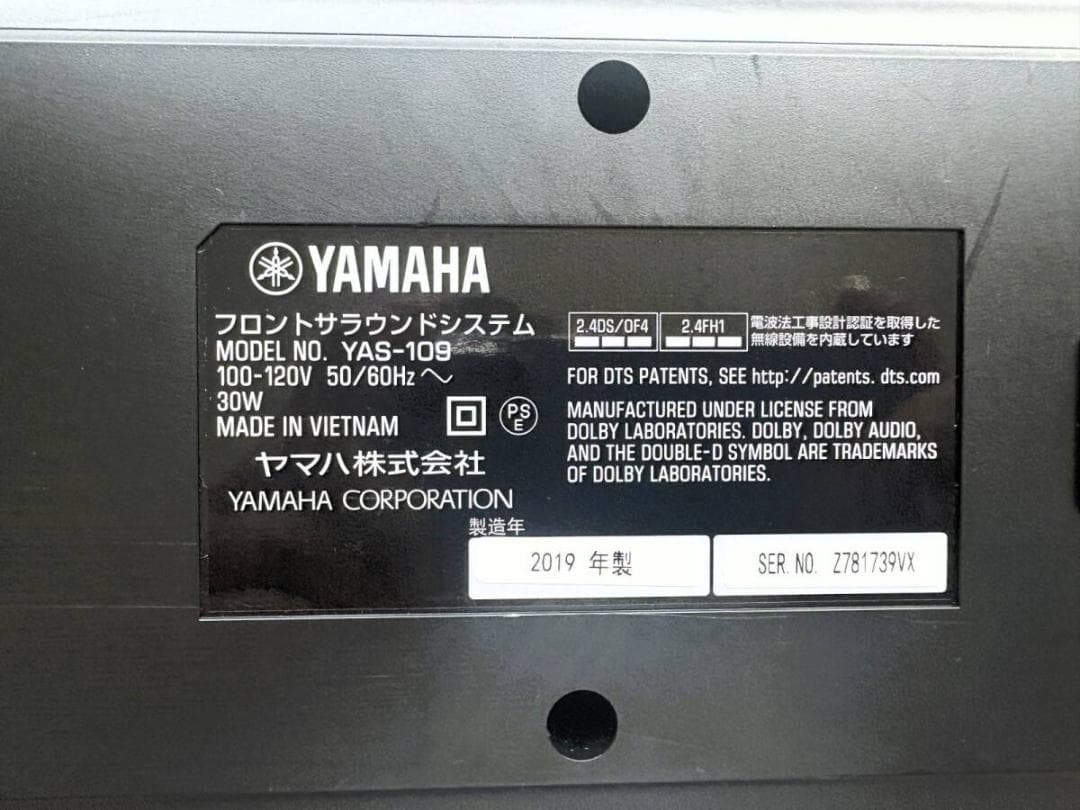 YAMAHA
フロントサラウンドシステム
MODEL NO. YAS-109
100-120V 50/60Hz ～
30W
MADE IN VIETNAM
PS
E
ヤマハ株式会社
YAMAHA CORPORATION
2.4DS/OF4
2.4FH1
電波法工事設計認証を取得した
無線設備を内蔵しています
FOR DTS PATENTS, SEE http://patents.dts.com
MANUFACTURED UNDER LICENSE FROM
DOLBY LABORATORIES. DOLBY, DOLBY AUDIO,
AND THE DOUBLE-D SYMBOL ARE TRADEMARKS
OF DOLBY LABORATORIES.
製造年
2019 年製
SER. NO. Z781739VX